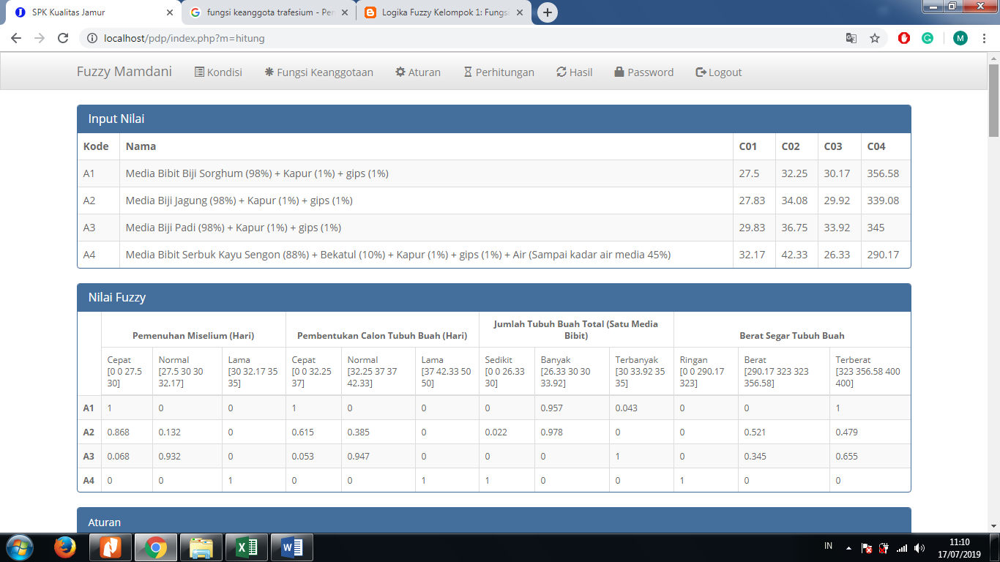 SPK Kualitas Jamur
fungsi keanggota trafesium - Pen
Logika Fuzzy Kelompok 1: Fungsi
localhost/pdp/index.php?m=hitung
M
Fuzzy Mamdani Kondisi Fungsi Keanggotaan Aturan Perhitungan Hasil Password Logout
Input Nilai
Kode Nama C01 C02 C03 C04
A1 Media Bibit Biji Sorghum (98%) + Kapur (1%) + gips (1%) 27.5 32.25 30.17 356.58
A2 Media Biji Jagung (98%) + Kapur (1%) + gips (1%) 27.83 34.08 29.92 339.08
A3 Media Biji Padi (98%) + Kapur (1%) + gips (1%) 29.83 36.75 33.92 345
A4 Media Bibit Serbuk Kayu Sengon (88%) + Bekatul (10%) + Kapur (1%) + gips (1%) + Air (Sampai kadar air media 45%) 32.17 42.33 26.33 290.17
Nilai Fuzzy
Pemenuhan Miselium (Hari) Pembentukan Calon Tubuh Buah (Hari) Jumlah Tubuh Buah Total (Satu Media Berat Segar Tubuh Buah
Bibit)
Cepat Normal Lama Cepat Normal Lama Sedikit Banyak Terbanyak Ringan Berat Terberat
[0 0 27.5 [27.5 30 30 [30 32.17 35 [0 0 32.25 [32.25 37 37 [37 42.33 50 [0 0 26.33 [26.33 30 30 [30 33.92 35 [0 0 290.17 [290.17 323 323 [323 356.58 400
30] 32.17] 35] 37] 42.33] 50] 30] 33.92] 35] 323] 356.58] 400]
A1 1 0 0 1 0 0 0 0.957 0.043 0 0 1
A2 0.868 0.132 0 0.615 0.385 0 0.022 0.978 0 0 0.521 0.479
A3 0.068 0.932 0 0.053 0.947 0 0 0 1 0 0.345 0.655
A4 0 0 1 0 0 1 1 0 0 1 0 0
Aturan
IN 11:10
17/07/2019